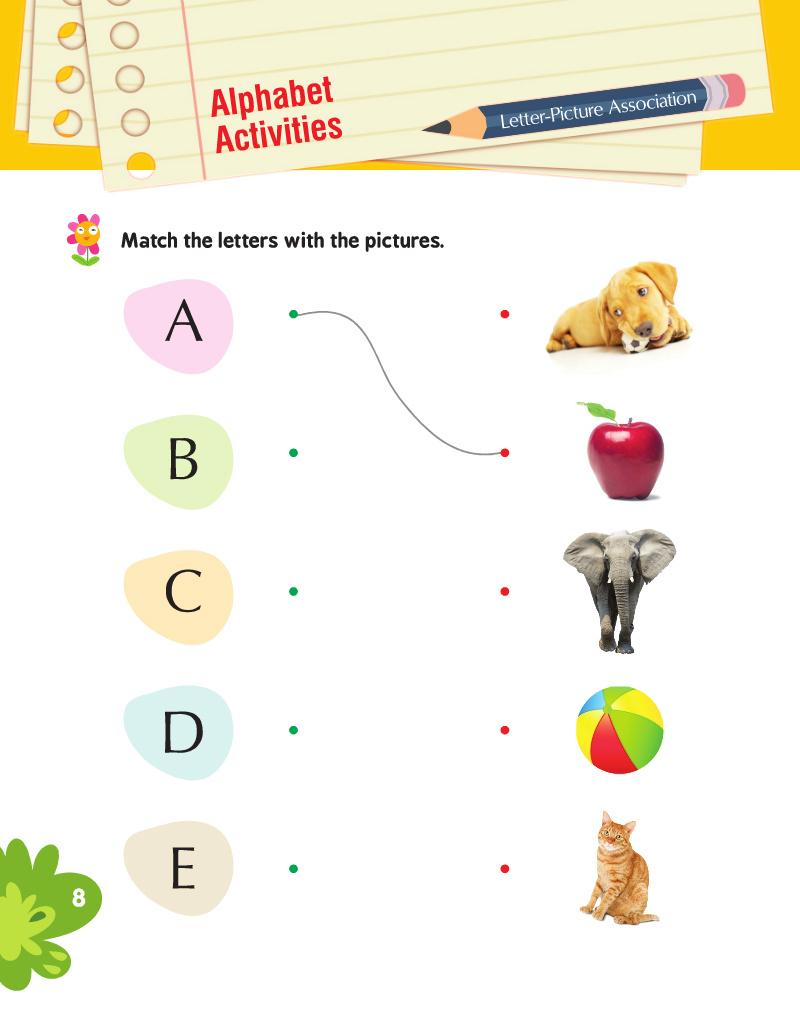 Alphabet
Activities
Letter-Picture Association
Match the letters with the pictures.
A
B
C
D
E
8